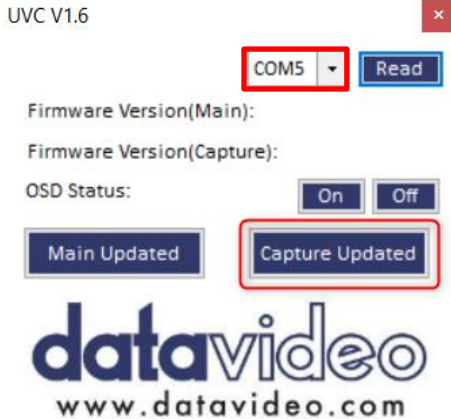 UVC V1.6
COM5 Read
Firmware Version(Main):
Firmware Version(Capture):
OSD Status: On Off
Main Updated Capture Updated
datavideo
www.datavideo.com